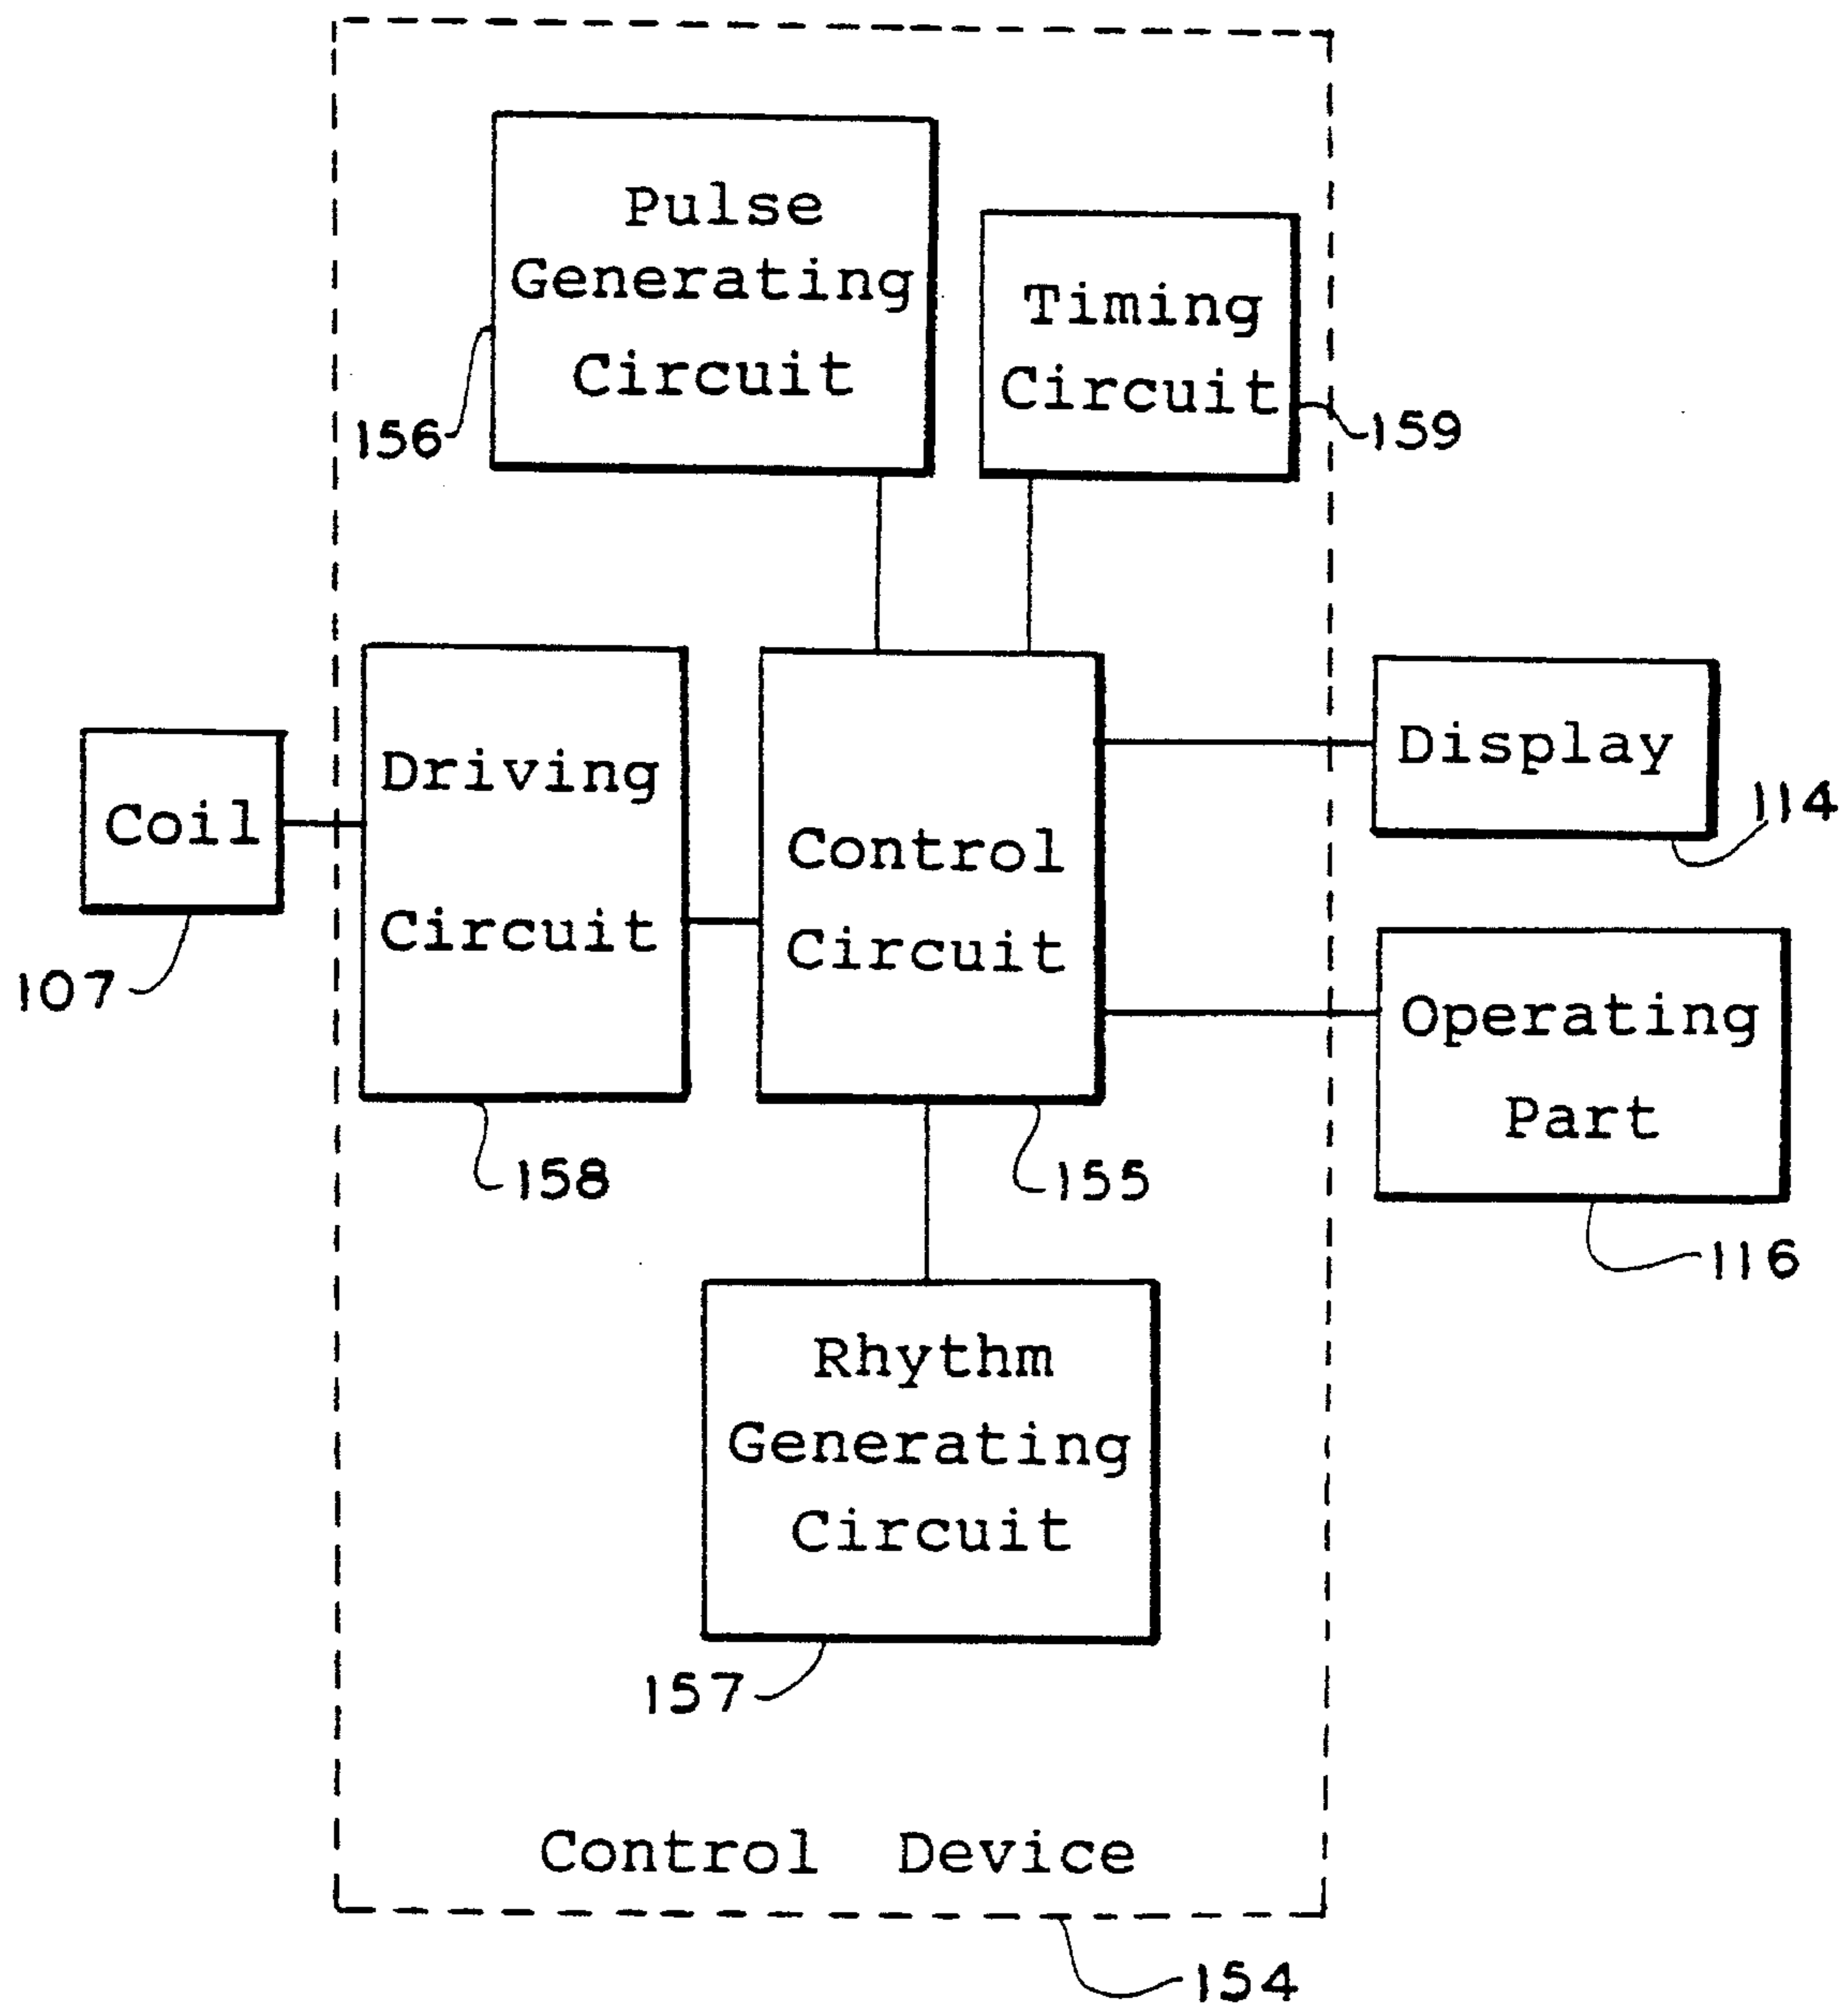 Pulse
Generating
Circuit
156
Timing
Circuit
159
Coil
107
Driving
Circuit
158
Control
Circuit
155
Display
114
Operating
Part
116
Rhythm
Generating
Circuit
157
Control Device
154